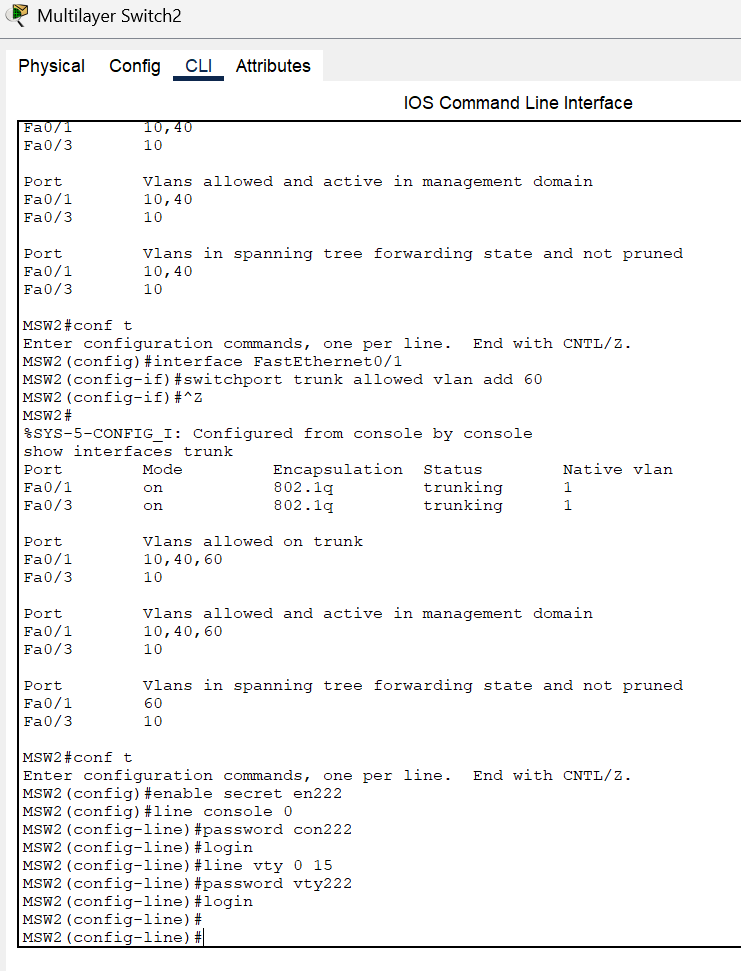 Multilayer Switch2
Physical Config CLI Attributes
IOS Command Line Interface
Fa0/1 10,40
Fa0/3 10
Port Vlans allowed and active in management domain
Fa0/1 10,40
Fa0/3 10
Port Vlans in spanning tree forwarding state and not pruned
Fa0/1 10,40
Fa0/3 10
MSW2#conf t
Enter configuration commands, one per line. End with CNTL/Z.
MSW2(config)#interface FastEthernet0/1
MSW2(config-if)#switchport trunk allowed vlan add 60
MSW2(config-if)#^Z
MSW2#
%SYS-5-CONFIG_I: Configured from console by console
show interfaces trunk
Port Mode Encapsulation Status Native vlan
Fa0/1 on 802.1q trunking 1
Fa0/3 on 802.1q trunking 1
Port Vlans allowed on trunk
Fa0/1 10,40,60
Fa0/3 10
Port Vlans allowed and active in management domain
Fa0/1 10,40,60
Fa0/3 10
Port Vlans in spanning tree forwarding state and not pruned
Fa0/1 60
Fa0/3 10
MSW2#conf t
Enter configuration commands, one per line. End with CNTL/Z.
MSW2(config)#enable secret en222
MSW2(config)#line console 0
MSW2(config-line)#password con222
MSW2(config-line)#login
MSW2(config-line)#line vty 0 15
MSW2(config-line)#password vty222
MSW2(config-line)#login
MSW2(config-line)#
MSW2(config-line)#